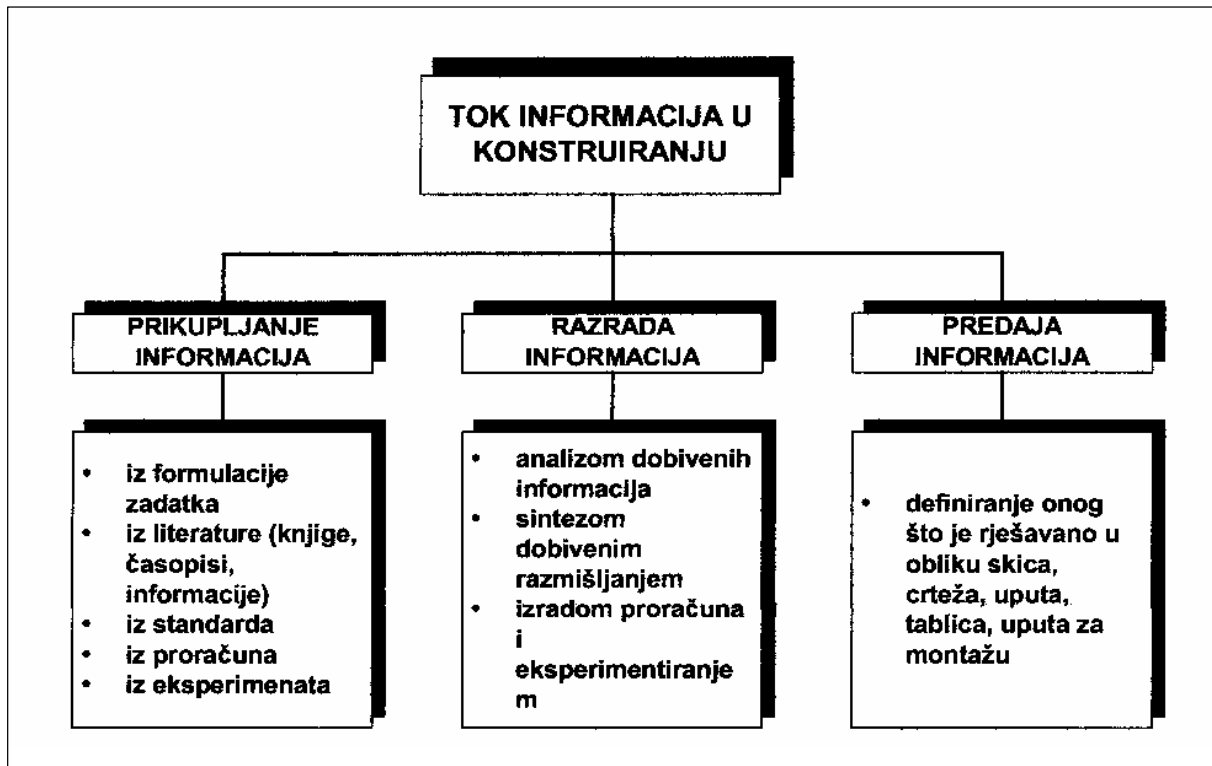 TOK INFORMACIJA U
KONSTRUIRANJU
PRIKUPLJANJE
INFORMACIJA
• iz formulacije
zadatka
• iz literature (knjige,
časopisi,
informacije)
• iz standarda
• iz proračuna
• iz eksperimenata
RAZRADA
INFORMACIJA
• analizom dobivenih
informacija
• sintezom
dobivenim
razmišljanjem
• izradom proračuna
i
eksperimentiranje
m
PREDAJA
INFORMACIJA
• definiranje onog
što je rješavano u
obliku skica,
crteža, uputa,
tablica, uputa za
montažu